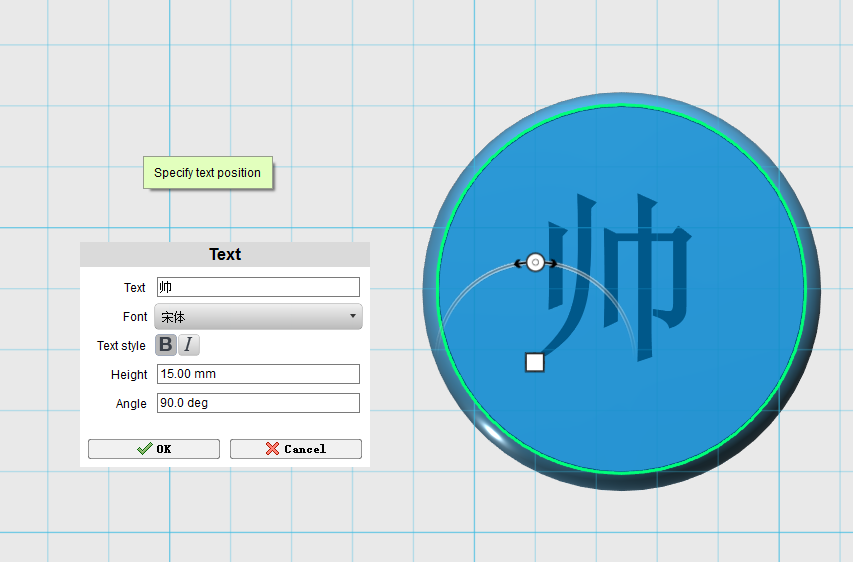 Specify text position
Text
Text 帅
Font 宋体
Text style B I
Height 15.00 mm
Angle 90.0 deg
OK Cancel
帅